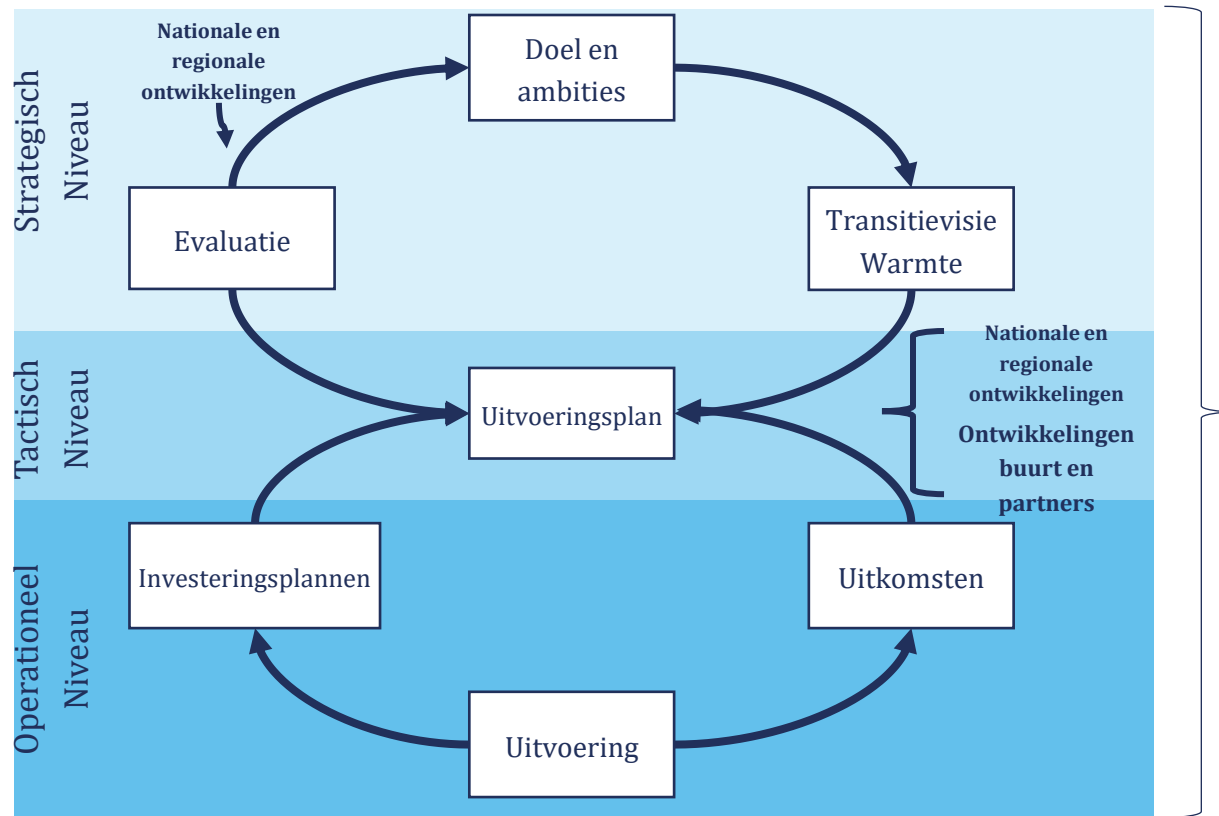 Strategisch
Niveau
Nationale en
regionale
ontwikkelingen
Doel en
ambities
Evaluatie
Transitievisie
Warmte
Tactisch
Niveau
Uitvoeringsplan
Nationale en
regionale
ontwikkelingen
Ontwikkelingen
buurt en
partners
Operationeel
Niveau
Investeringsplannen
Uitkomsten
Uitvoering